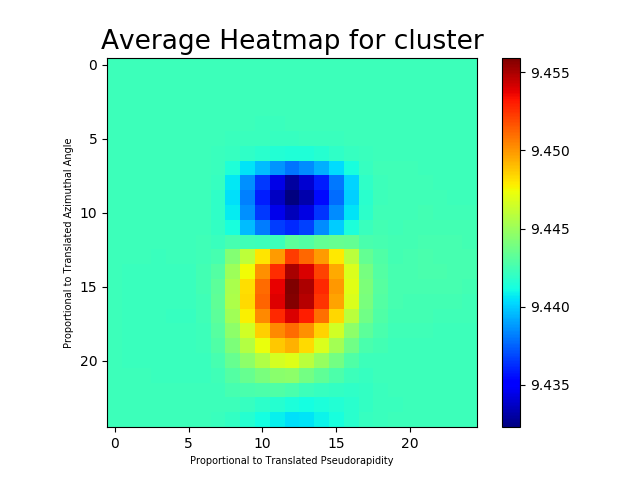 Average Heatmap for cluster
0
5
10
15
20
Proportional to Translated Azimuthal Angle
0 5 10 15 20
Proportional to Translated Pseudorapidity
9.455
9.450
9.445
9.440
9.435